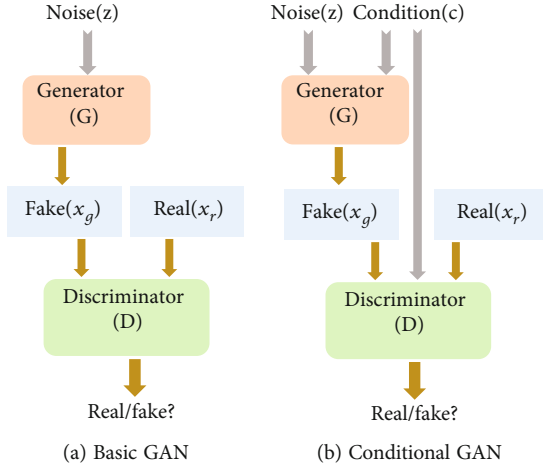 Noise(z)
Generator
(G)
Fake(x_g)
Real(x_r)
Discriminator
(D)
Real/fake?
(a) Basic GAN
Noise(z)
Condition(c)
Generator
(G)
Fake(x_g)
Real(x_r)
Discriminator
(D)
Real/fake?
(b) Conditional GAN